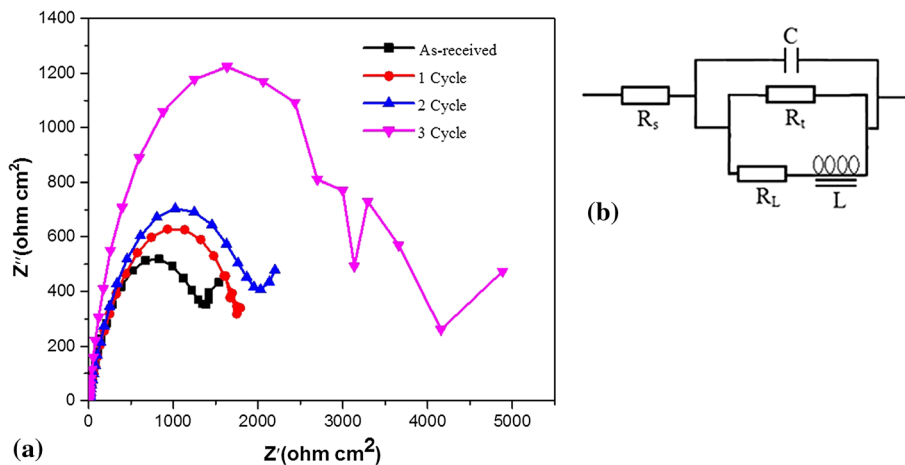 1400
1200
1000
800
600
400
200
0
Z''(ohm cm²)
As-received
1 Cycle
2 Cycle
3 Cycle
0 1000 2000 3000 4000 5000
Z'(ohm cm²)
(a)
C
Rs
Rt
RL
L
(b)